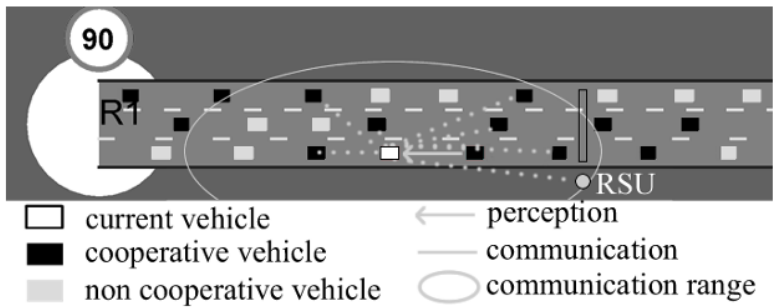 90
R1
RSU
current vehicle
cooperative vehicle
non cooperative vehicle
perception
communication
communication range